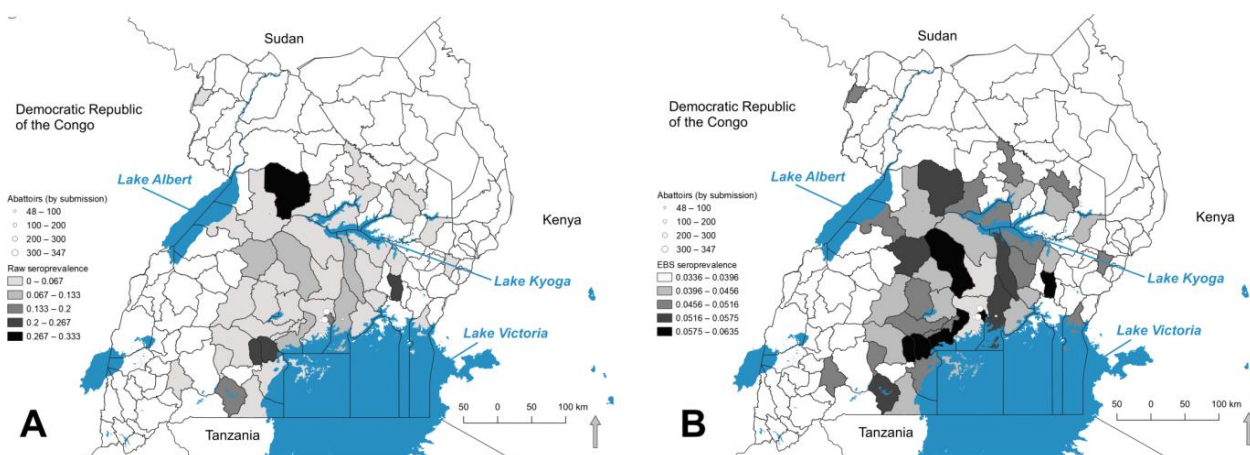 Sudan
Democratic Republic
of the Congo
Lake Albert
Abattoirs (by submission)
48 – 100
100 – 200
200 – 300
300 – 347
Raw seroprevalence
0 – 0.067
0.067 – 0.133
0.133 – 0.2
0.2 – 0.267
0.267 – 0.333
Kenya
Lake Kyoga
Lake Victoria
A
Tanzania
50 0 50 100 km
Sudan
Democratic Republic
of the Congo
Lake Albert
Abattoirs (by submission)
48 – 100
100 – 200
200 – 300
300 – 347
EBS seroprevalence
0.0336 – 0.0396
0.0396 – 0.0456
0.0456 – 0.0516
0.0516 – 0.0575
0.0575 – 0.0635
Kenya
Lake Kyoga
Lake Victoria
B
Tanzania
50 0 50 100 km